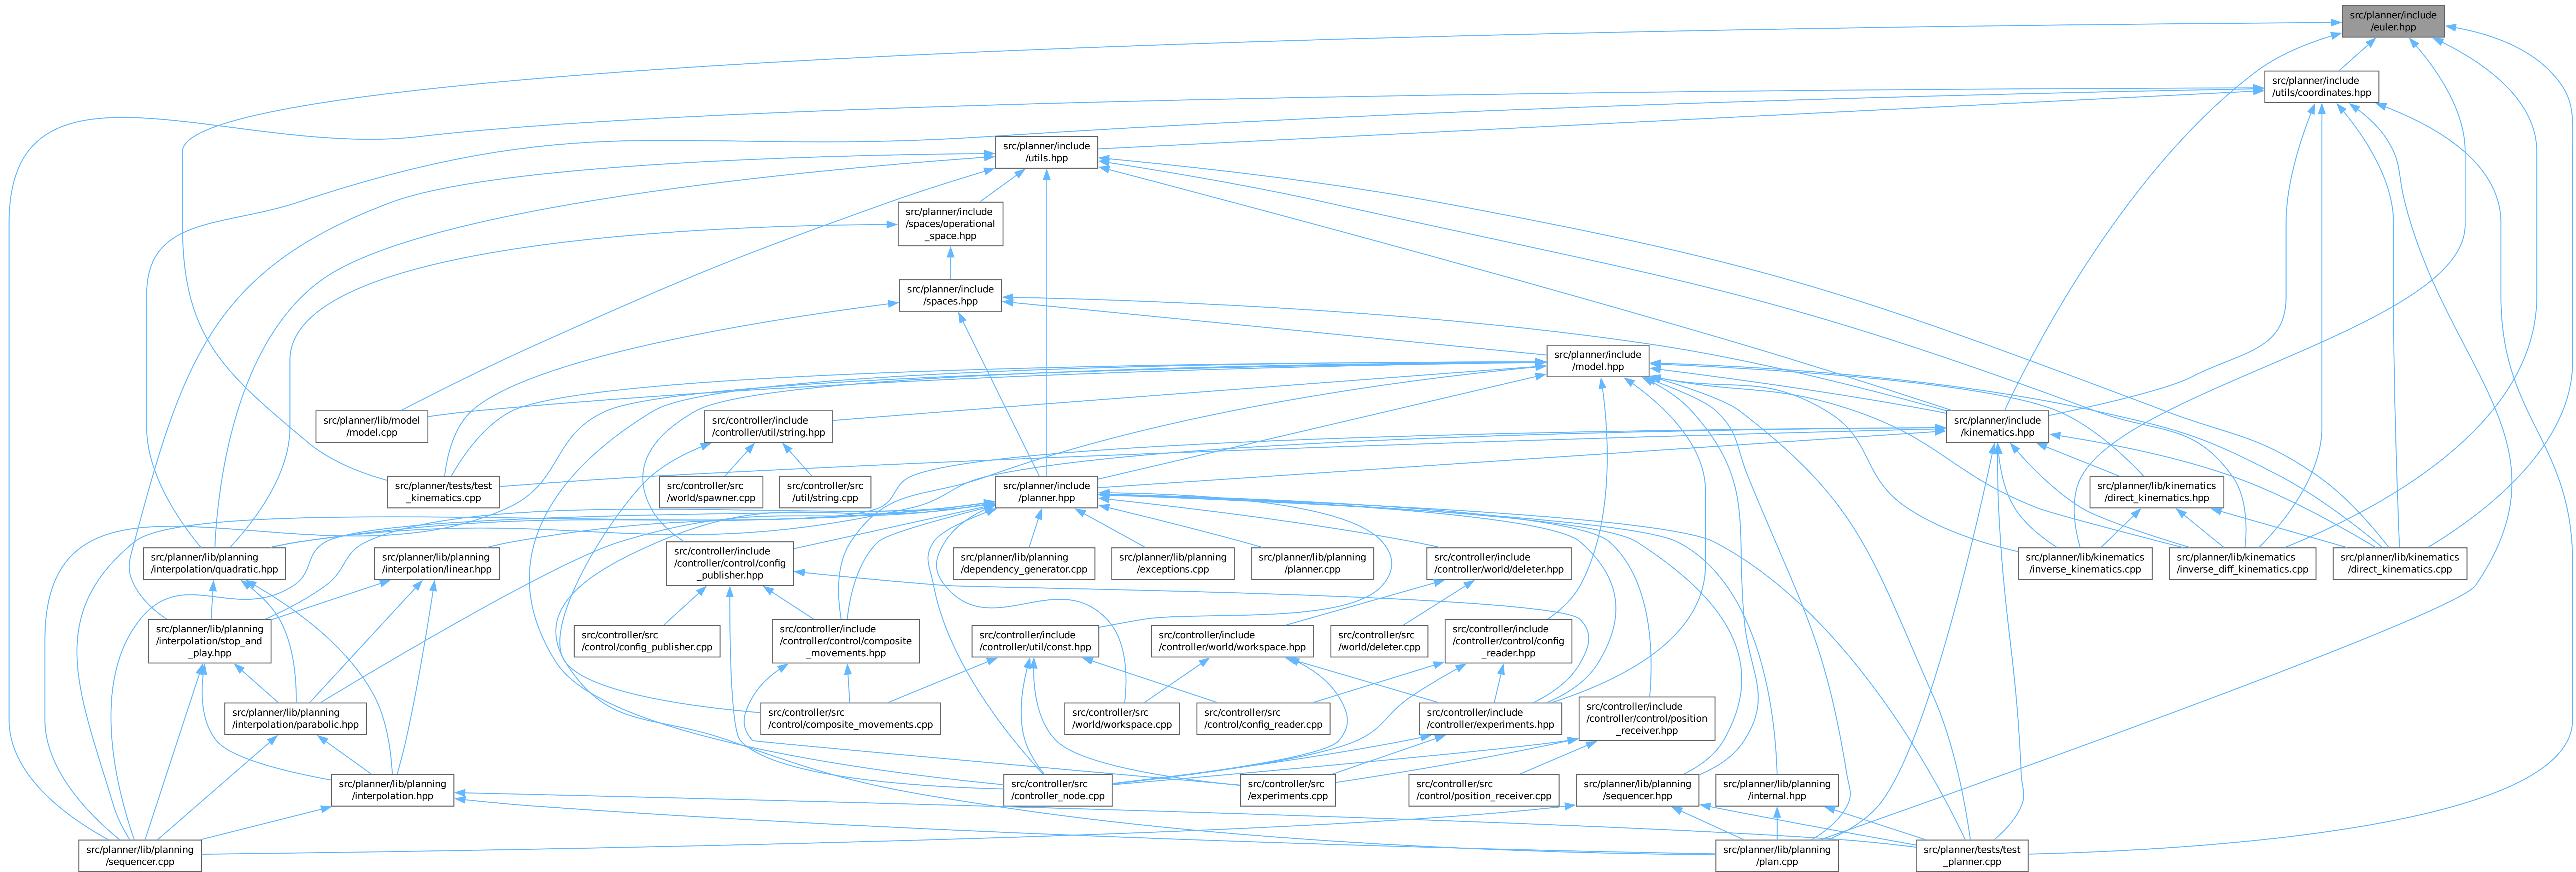 src/planner/include
/euler.hpp
src/planner/include
/utils/coordinates.hpp
src/planner/include
/utils.hpp
src/planner/include
/spaces/operational
_space.hpp
src/planner/include
/spaces.hpp
src/planner/include
/model.hpp
src/planner/lib/model
/model.cpp
src/controller/include
/controller/util/string.hpp
src/planner/include
/kinematics.hpp
src/planner/tests/test
_kinematics.cpp
src/controller/src
/world/spawner.cpp
src/controller/src
/util/string.cpp
src/planner/include
/planner.hpp
src/planner/lib/kinematics
/direct_kinematics.hpp
src/planner/lib/planning
/interpolation/quadratic.hpp
src/planner/lib/planning
/interpolation/linear.hpp
src/controller/include
/controller/control/config
_publisher.hpp
src/planner/lib/planning
/dependency_generator.cpp
src/planner/lib/planning
/exceptions.cpp
src/planner/lib/planning
/planner.cpp
src/controller/include
/controller/world/deleter.hpp
src/planner/lib/kinematics
/inverse_kinematics.cpp
src/planner/lib/kinematics
/inverse_diff_kinematics.cpp
src/planner/lib/kinematics
/direct_kinematics.cpp
src/planner/lib/planning
/interpolation/stop_and
_play.hpp
src/controller/src
/control/config_publisher.cpp
src/controller/include
/controller/control/composite
_movements.hpp
src/controller/include
/controller/util/const.hpp
src/controller/include
/controller/world/workspace.hpp
src/controller/src
/world/deleter.cpp
src/controller/include
/controller/control/config
_reader.hpp
src/planner/lib/planning
/interpolation/parabolic.hpp
src/controller/src
/control/composite_movements.cpp
src/controller/src
/world/workspace.cpp
src/controller/src
/control/config_reader.cpp
src/controller/include
/controller/experiments.hpp
src/controller/include
/controller/control/position
_receiver.hpp
src/planner/lib/planning
/interpolation.hpp
src/controller/src
/controller_node.cpp
src/controller/src
/experiments.cpp
src/controller/src
/control/position_receiver.cpp
src/planner/lib/planning
/sequencer.hpp
src/planner/lib/planning
/internal.hpp
src/planner/lib/planning
/sequencer.cpp
src/planner/lib/planning
/plan.cpp
src/planner/tests/test
_planner.cpp